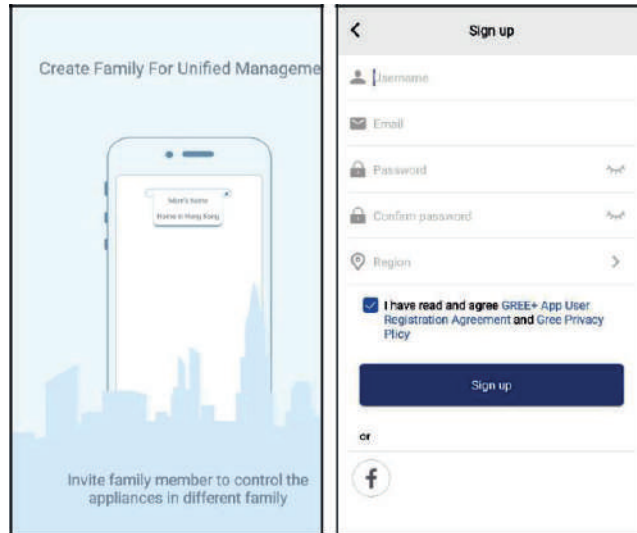 Create Family For Unified Manageme
Mom's home
Home in Hong Kong
Invite family member to control the
appliances in different family
Sign up
Username
Email
Password
Confirm password
Region
I have read and agree GREE+ App User
Registration Agreement and Gree Privacy
Plicy
Sign up
or